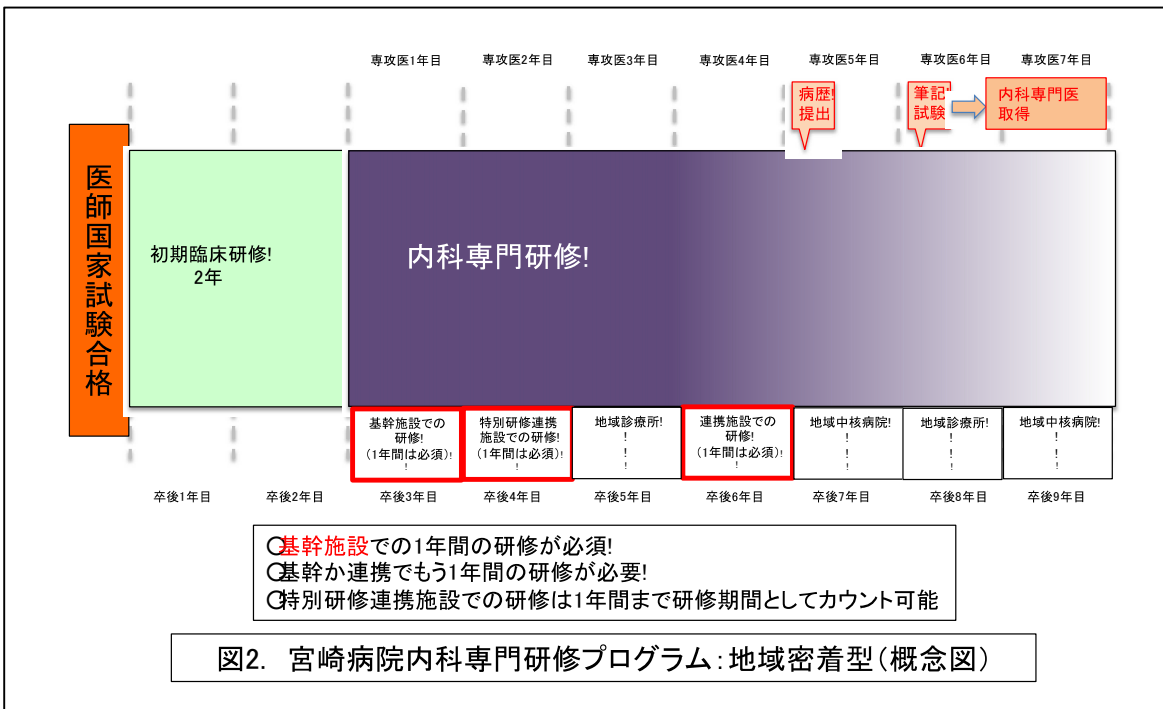 専攻医1年目 専攻医2年目 専攻医3年目 専攻医4年目 専攻医5年目 専攻医6年目 専攻医7年目
病歴!
提出
筆記
試験
内科専門医
取得
医師国家試験合格
初期臨床研修!
2年
内科専門研修!
基幹施設での
研修!
(1年間は必須)!
!
特別研修連携
施設での研修!
(1年間は必須)!
!
地域診療所!
!
!
!
連携施設での
研修!
(1年間は必須)!
!
地域中核病院!
!
!
!
地域診療所!
!
!
!
地域中核病院!
!
!
!
卒後1年目 卒後2年目 卒後3年目 卒後4年目 卒後5年目 卒後6年目 卒後7年目 卒後8年目 卒後9年目
○基幹施設での1年間の研修が必須!
○基幹か連携でもう1年間の研修が必要!
○特別研修連携施設での研修は1年間まで研修期間としてカウント可能
図2. 宮崎病院内科専門研修プログラム:地域密着型(概念図)